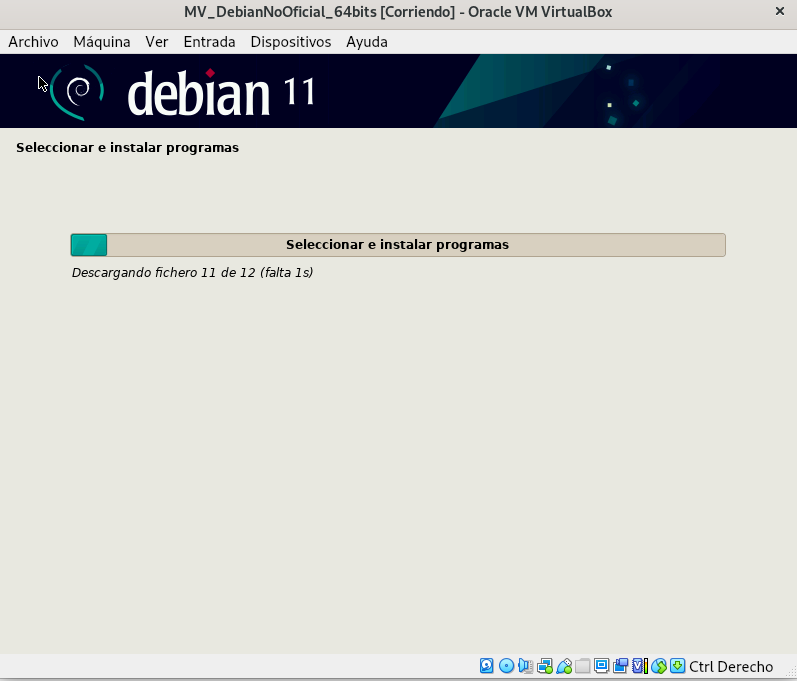 MV_DebianNoOficial_64bits [Corriendo] - Oracle VM VirtualBox
Archivo Máquina Ver Entrada Dispositivos Ayuda
debian 11
Seleccionar e instalar programas
Seleccionar e instalar programas
Descargando fichero 11 de 12 (falta 1s)
Ctrl Derecho